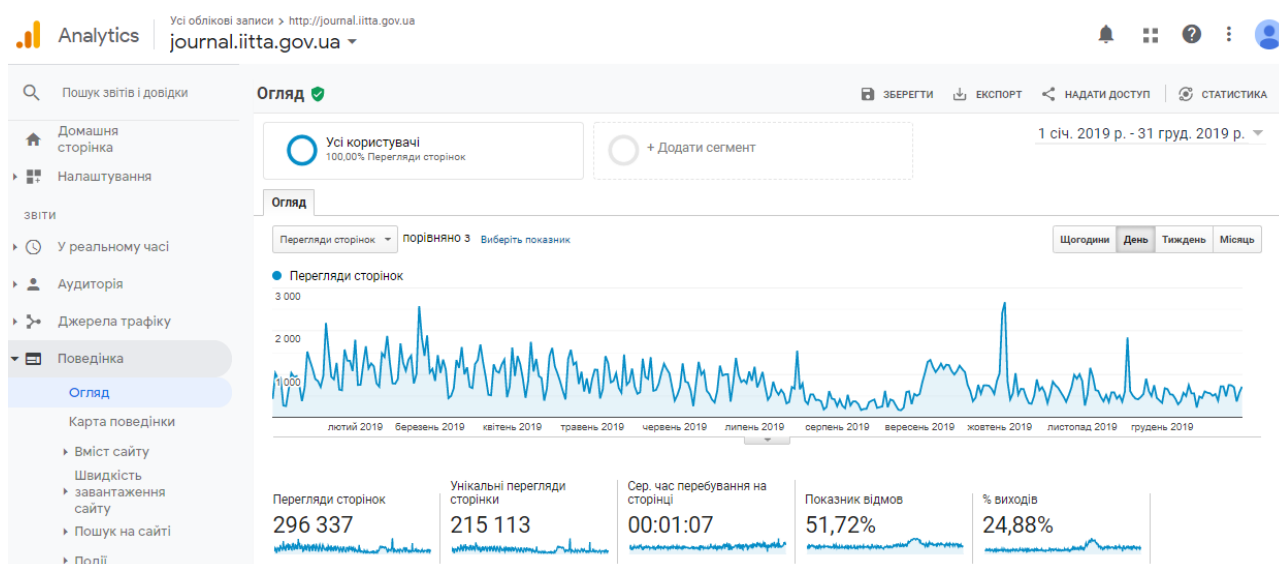 Analytics
Усі облікові записи > http://journal.iitta.gov.ua
journal.iitta.gov.ua
Пошук звітів і довідки
Домашня
сторінка
Налаштування
ЗВІТИ
У реальному часі
Аудиторія
Джерела трафіку
Поведінка
Огляд
Карта поведінки
Вміст сайту
Швидкість
завантаження
сайту
Пошук на сайті
Події
Огляд
ЗБЕРЕГТИ
ЕКСПОРТ
НАДАТИ ДОСТУП
СТАТИСТИКА
Усі користувачі
100,00% Перегляди сторінок
+ Додати сегмент
1 січ. 2019 р. - 31 груд. 2019 р.
Огляд
Перегляди сторінок порівняно з Виберіть показник
Щогодини День Тиждень Місяць
Перегляди сторінок
3 000
2 000
1 000
лютий 2019 березень 2019 квітень 2019 травень 2019 червень 2019 липень 2019 серпень 2019 вересень 2019 жовтень 2019 листопад 2019 грудень 2019
Перегляди сторінок
296 337
Унікальні перегляди
сторінки
215 113
Сер. час перебування на
сторінці
00:01:07
Показник відмов
51,72%
% виходів
24,88%